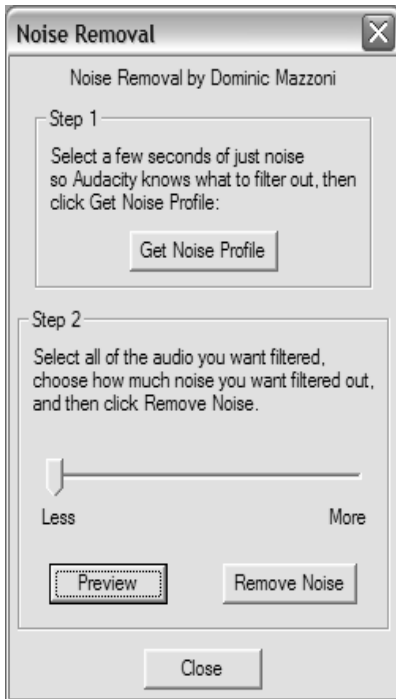 Noise Removal
Noise Removal by Dominic Mazzoni
Step 1
Select a few seconds of just noise
so Audacity knows what to filter out, then
click Get Noise Profile:
Get Noise Profile
Step 2
Select all of the audio you want filtered,
choose how much noise you want filtered out,
and then click Remove Noise.
Less More
Preview Remove Noise
Close